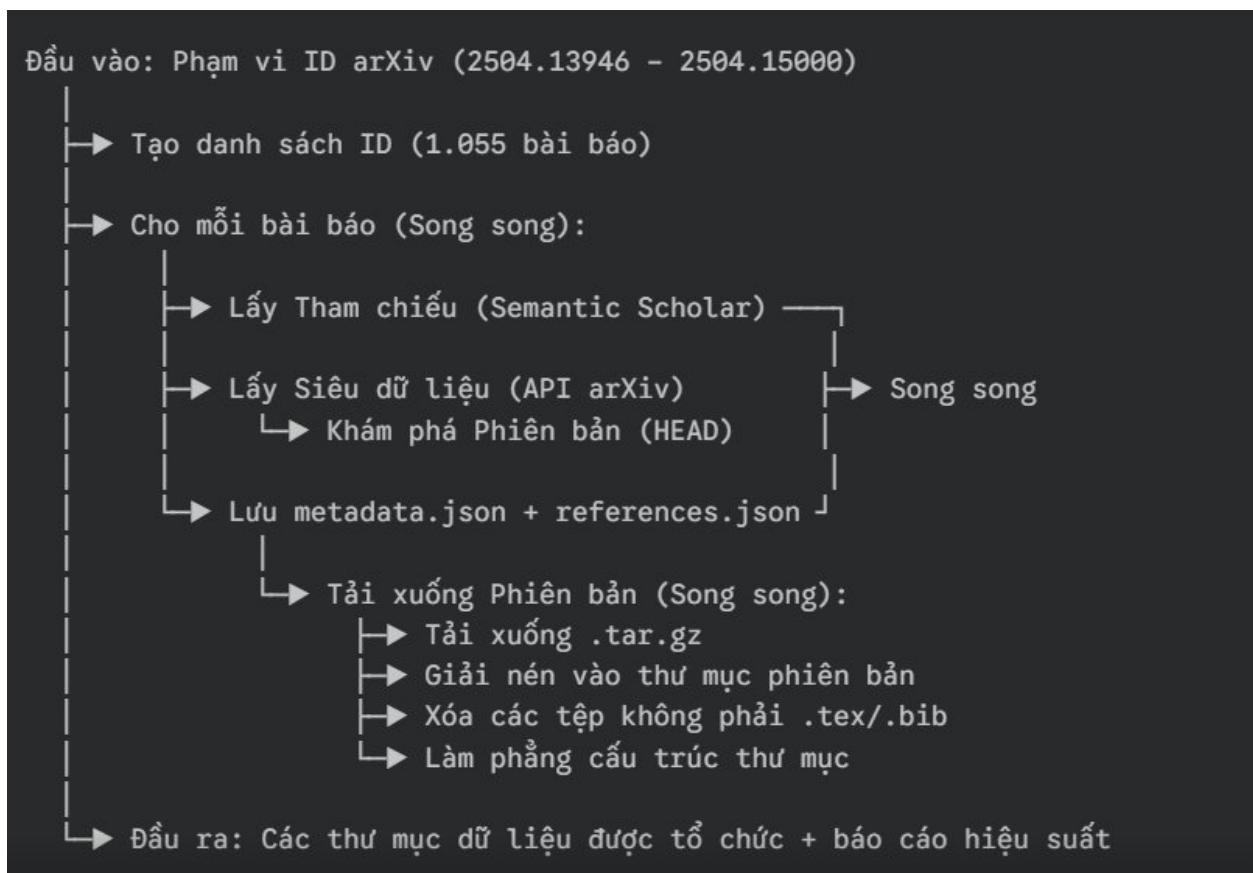 Đầu vào: Phạm vi ID arXiv (2504.13946 – 2504.15000)
Tạo danh sách ID (1.055 bài báo)
Cho mỗi bài báo (Song song):
Lấy Tham chiếu (Semantic Scholar)
Lấy Siêu dữ liệu (API arXiv)
Song song
Khám phá Phiên bản (HEAD)
Lưu metadata.json + references.json
Tải xuống Phiên bản (Song song):
Tải xuống .tar.gz
Giải nén vào thư mục phiên bản
Xóa các tệp không phải .tex/.bib
Làm phẳng cấu trúc thư mục
Đầu ra: Các thư mục dữ liệu được tổ chức + báo cáo hiệu suất